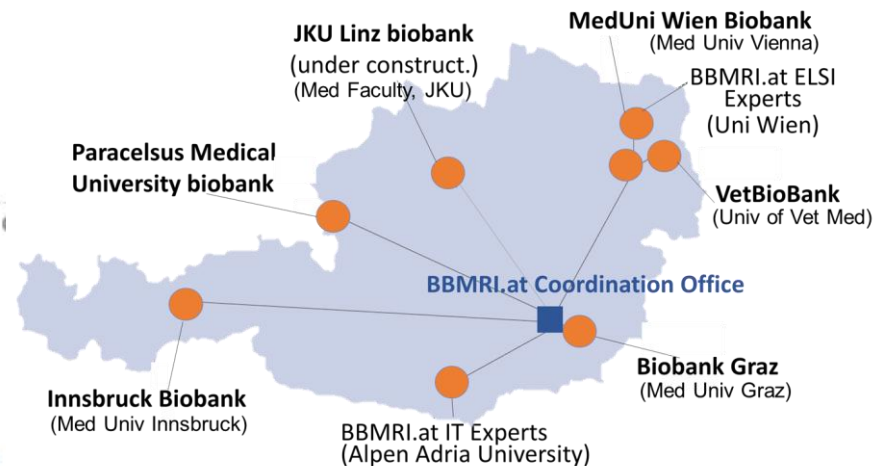 JKU Linz biobank
(under construct.)
(Med Faculty, JKU)
MedUni Wien Biobank
(Med Univ Vienna)
BBMRI.at ELSI
Experts
(Uni Wien)
Paracelsus Medical
University biobank
VetBioBank
(Univ of Vet Med)
BBMRI.at Coordination Office
Biobank Graz
(Med Univ Graz)
Innsbruck Biobank
(Med Univ Innsbruck)
BBMRI.at IT Experts
(Alpen Adria University)